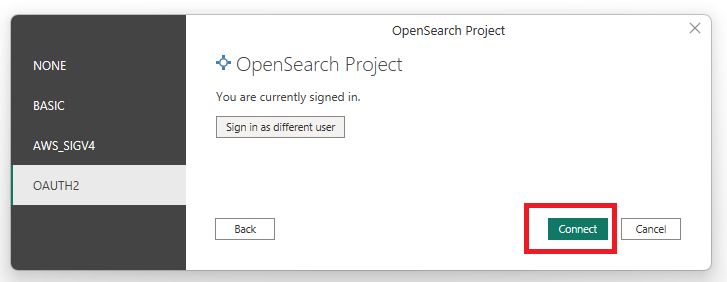 OpenSearch Project
NONE
BASIC
AWS_SIGV4
OAUTH2
OpenSearch Project
You are currently signed in.
Sign in as different user
Back
Connect
Cancel